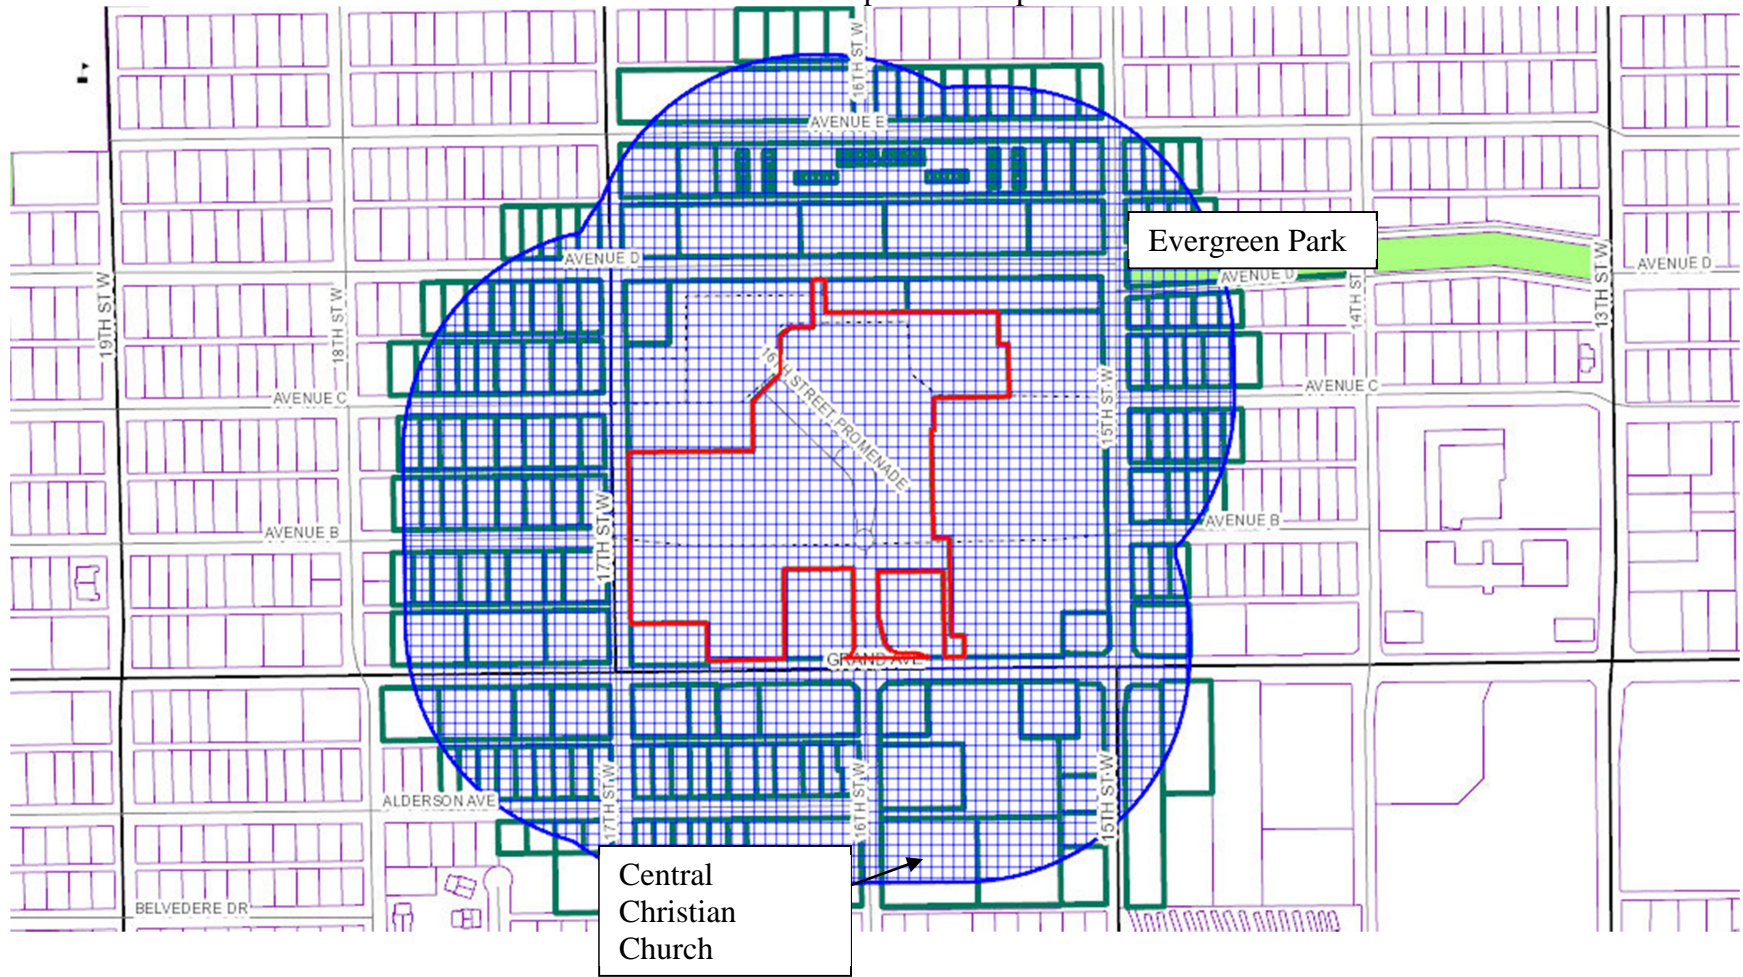 16TH ST W
AVENUE E
Evergreen Park
AVENUE D
AVENUE D
AVENUE D
19TH ST W
18TH ST W
14TH ST W
13TH ST W
16TH STREET PROMENADE
15TH ST W
AVENUE C
AVENUE C
17TH ST W
AVENUE B
AVENUE B
GRAND AVE
ALDERSON AVE
17TH ST W
16TH ST W
15TH ST W
Central
Christian
Church
BELVEDERE DR